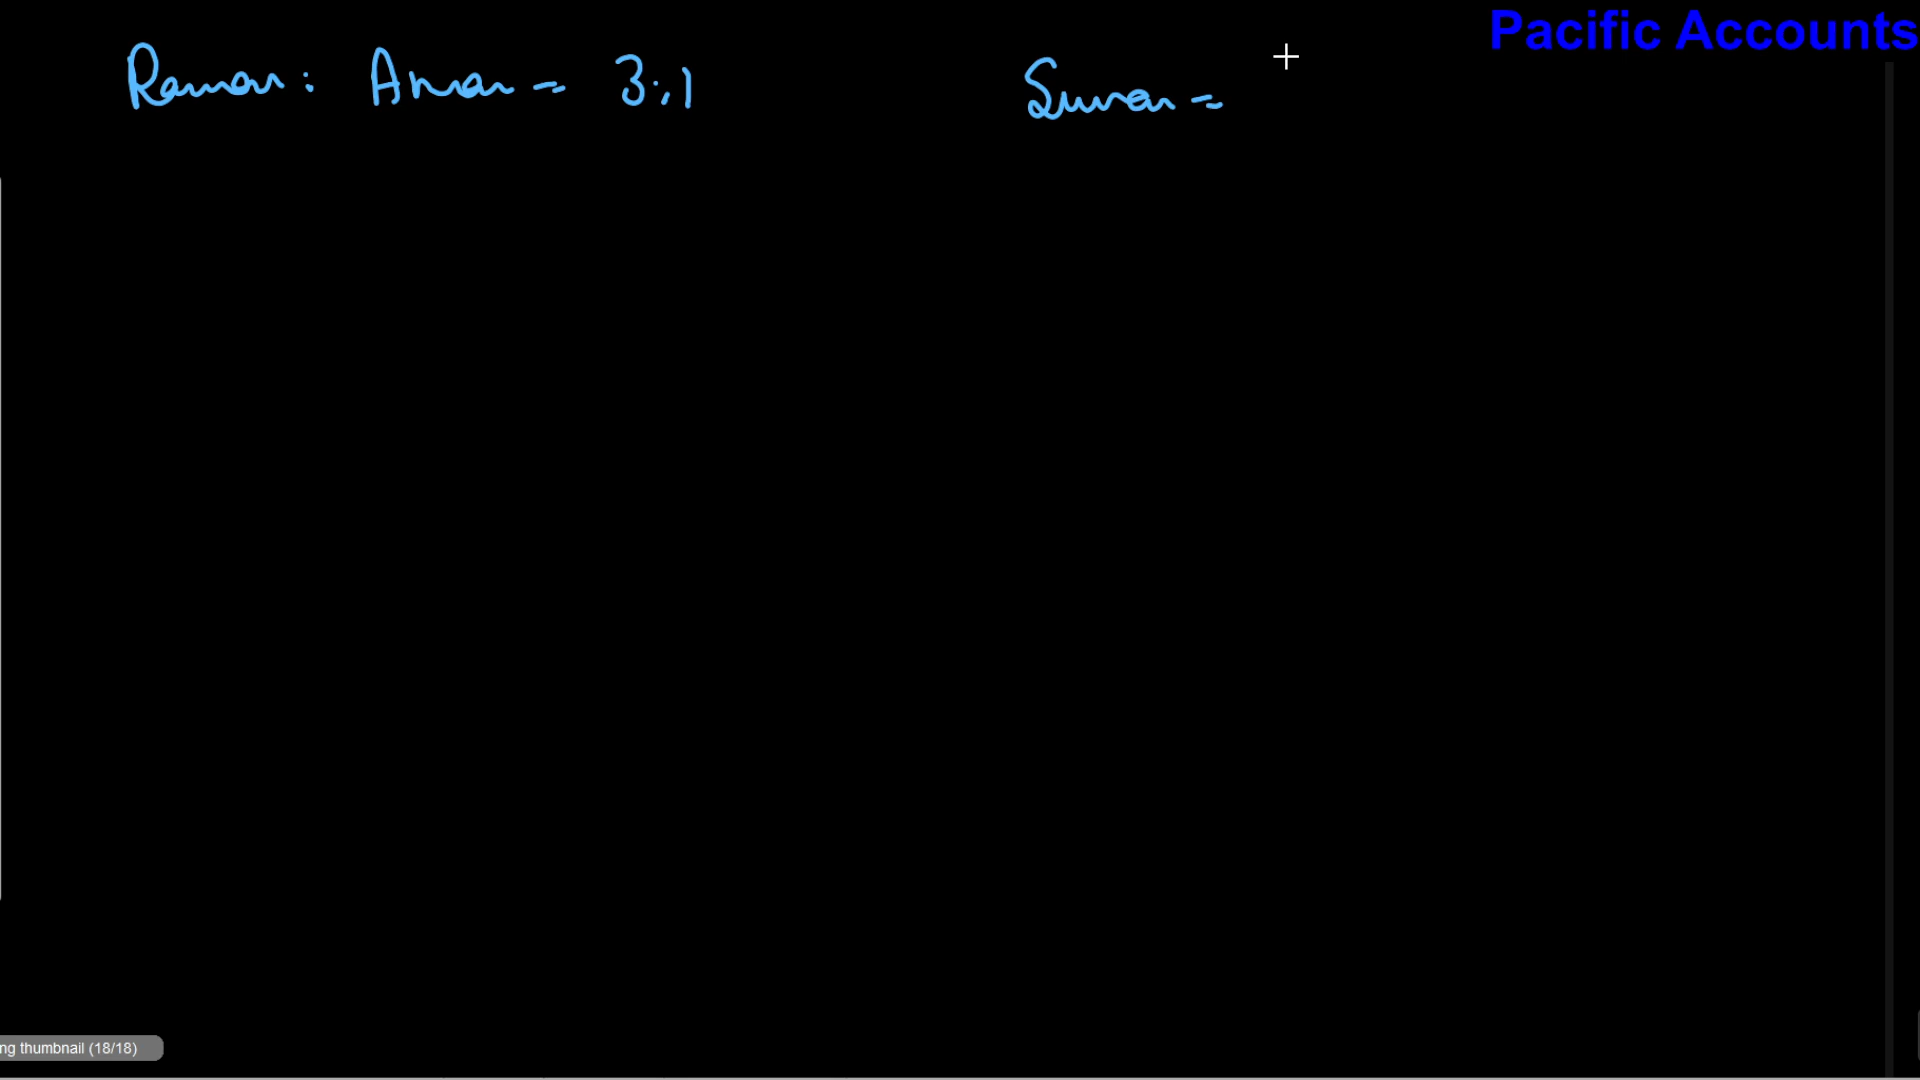 Pacific Accounts
Raman : Aman = 3:1 Suman =
ng thumbnail (18/18)